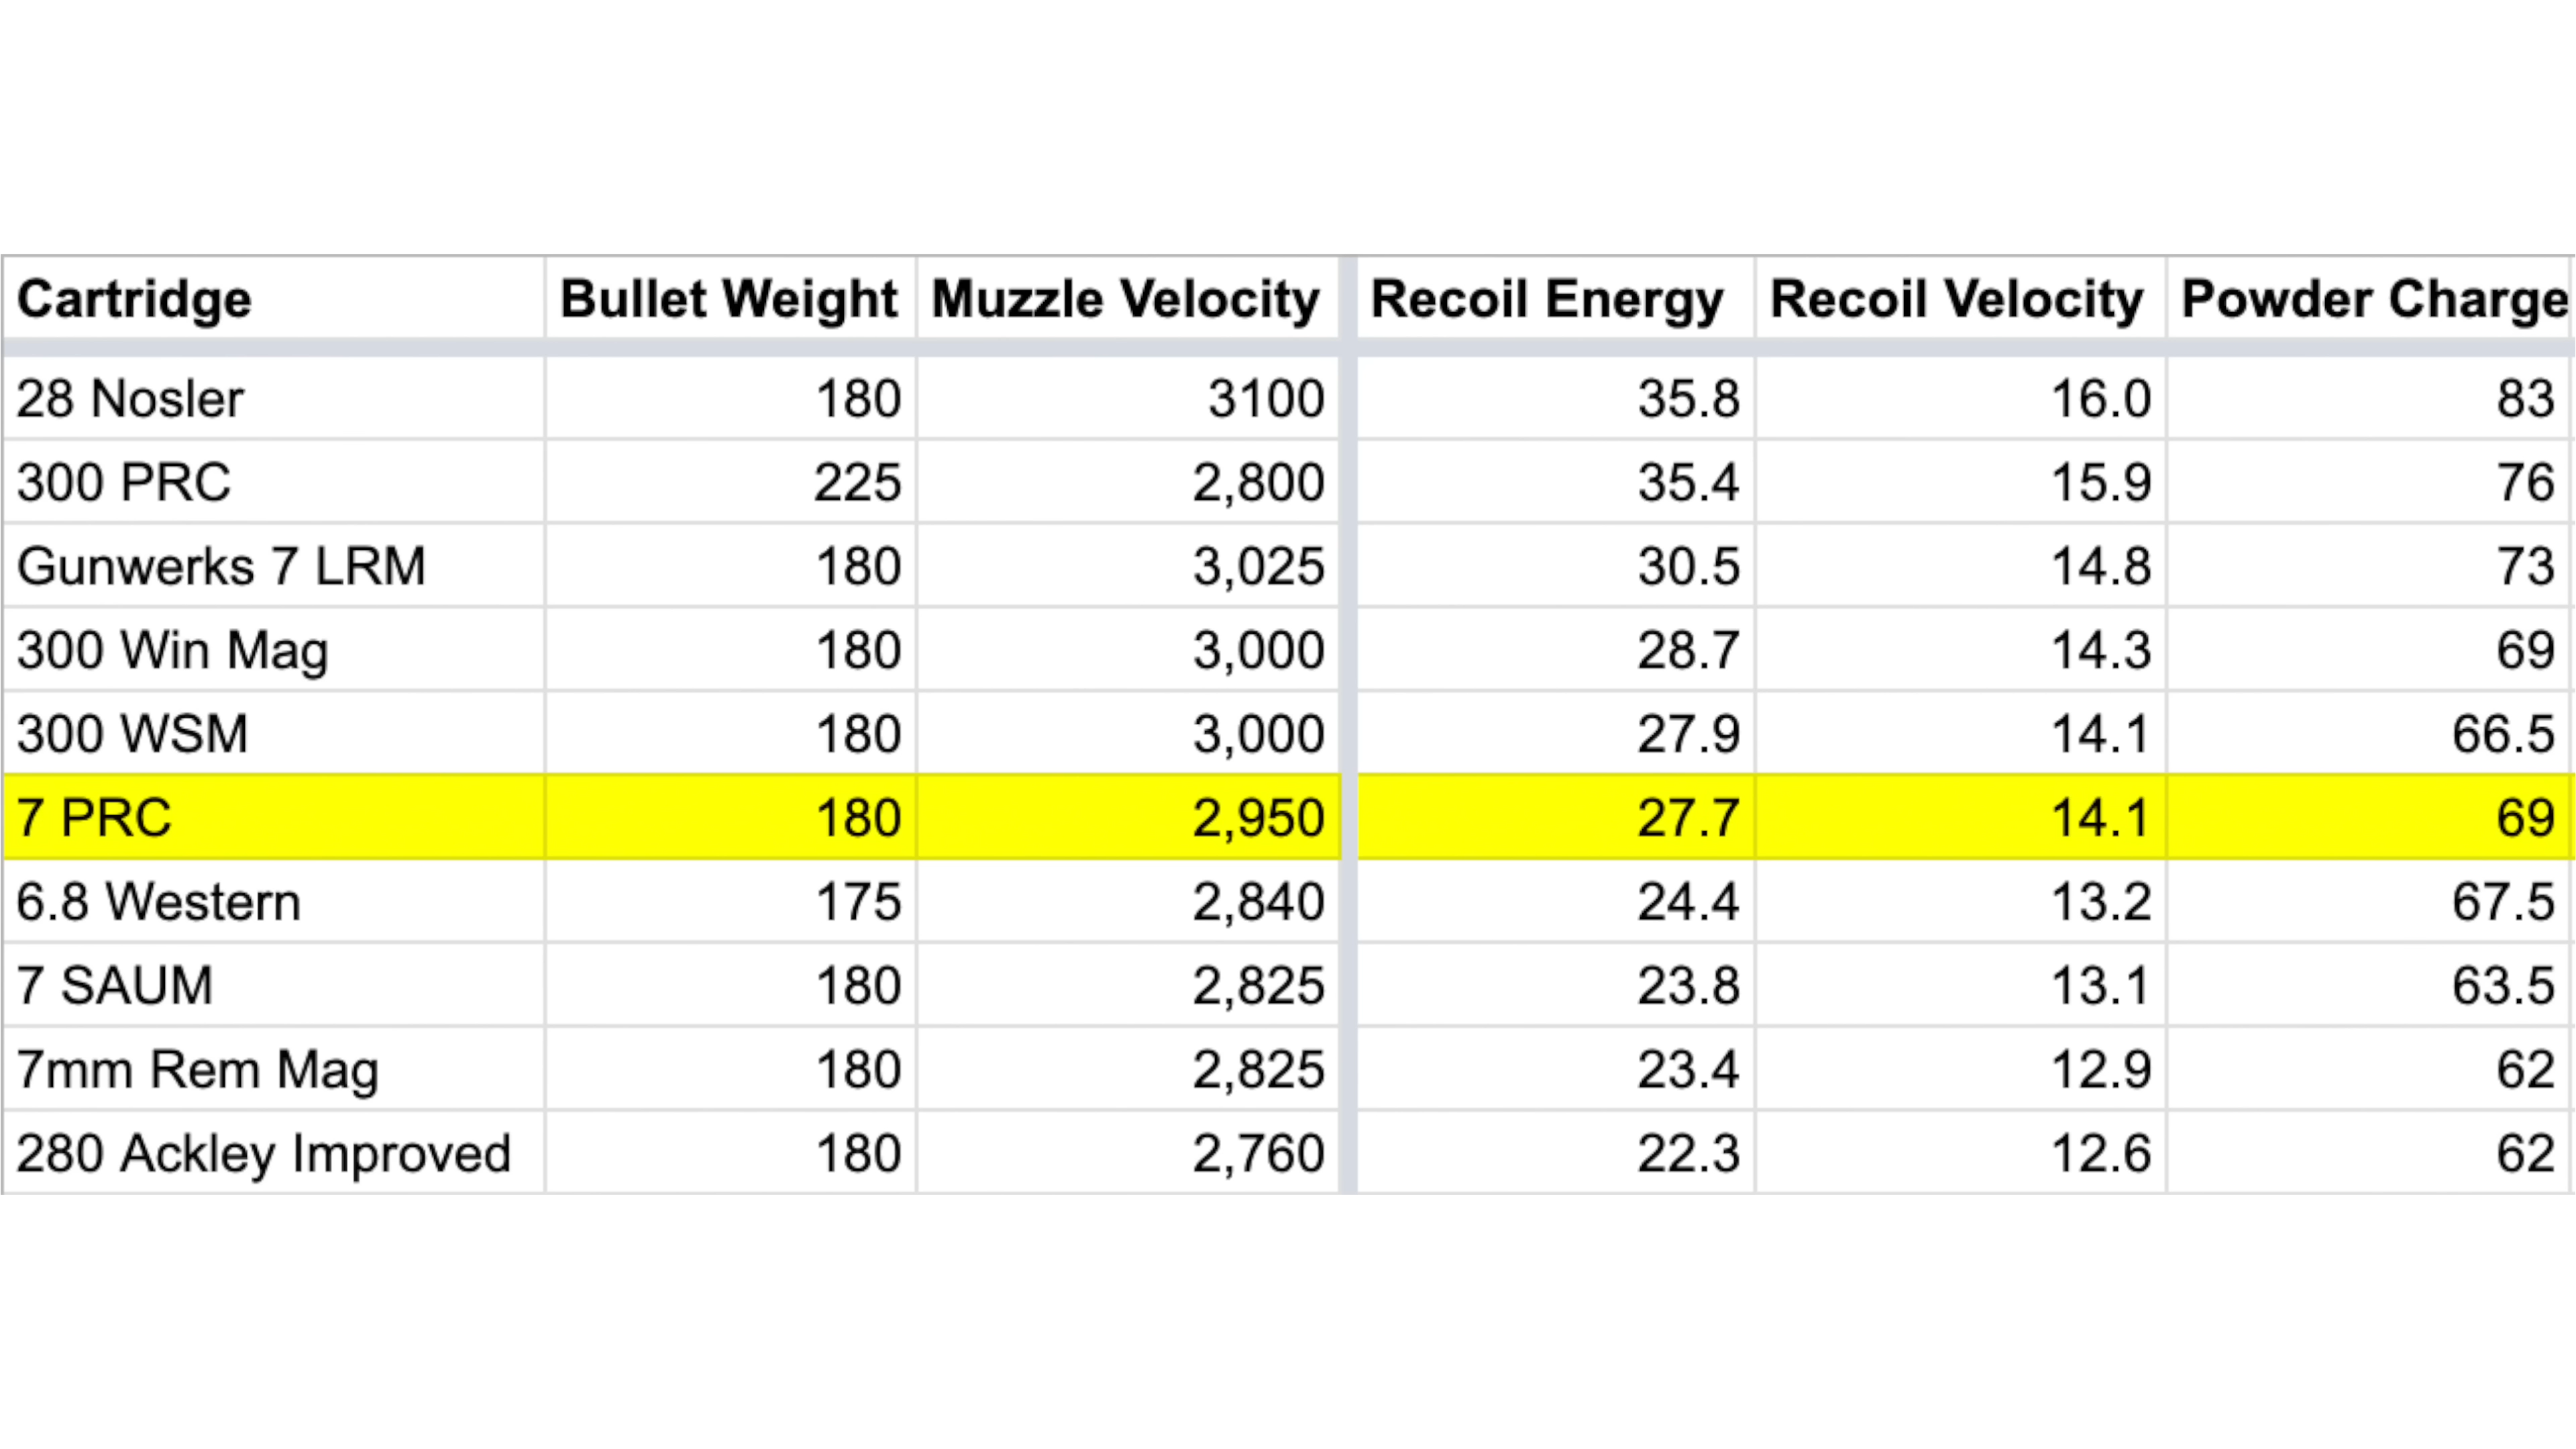 Cartridge Bullet Weight Muzzle Velocity Recoil Energy Recoil Velocity Powder Charge
28 Nosler 180 3100 35.8 16.0 83
300 PRC 225 2,800 35.4 15.9 76
Gunwerks 7 LRM 180 3,025 30.5 14.8 73
300 Win Mag 180 3,000 28.7 14.3 69
300 WSM 180 3,000 27.9 14.1 66.5
7 PRC 180 2,950 27.7 14.1 69
6.8 Western 175 2,840 24.4 13.2 67.5
7 SAUM 180 2,825 23.8 13.1 63.5
7mm Rem Mag 180 2,825 23.4 12.9 62
280 Ackley Improved 180 2,760 22.3 12.6 62